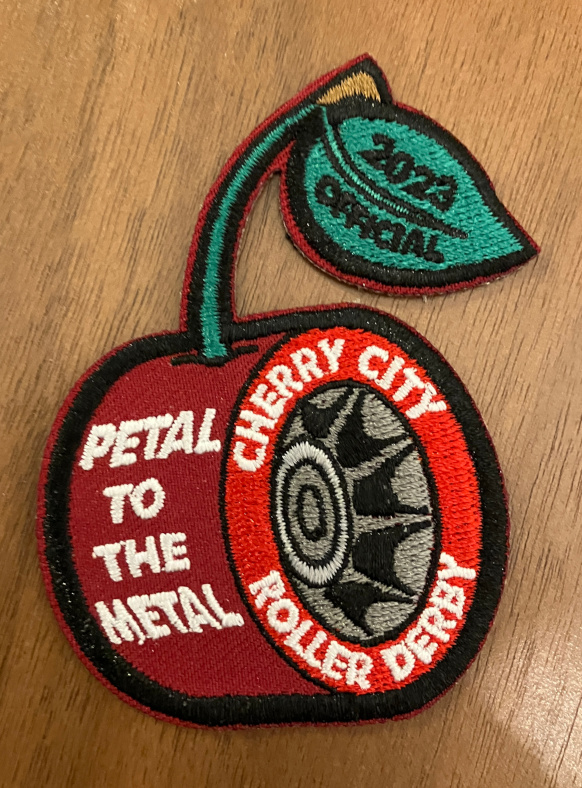 2023
OFFICIAL
CHERRY CITY
ROLLER DERBY
PETAL
TO
THE
METAL